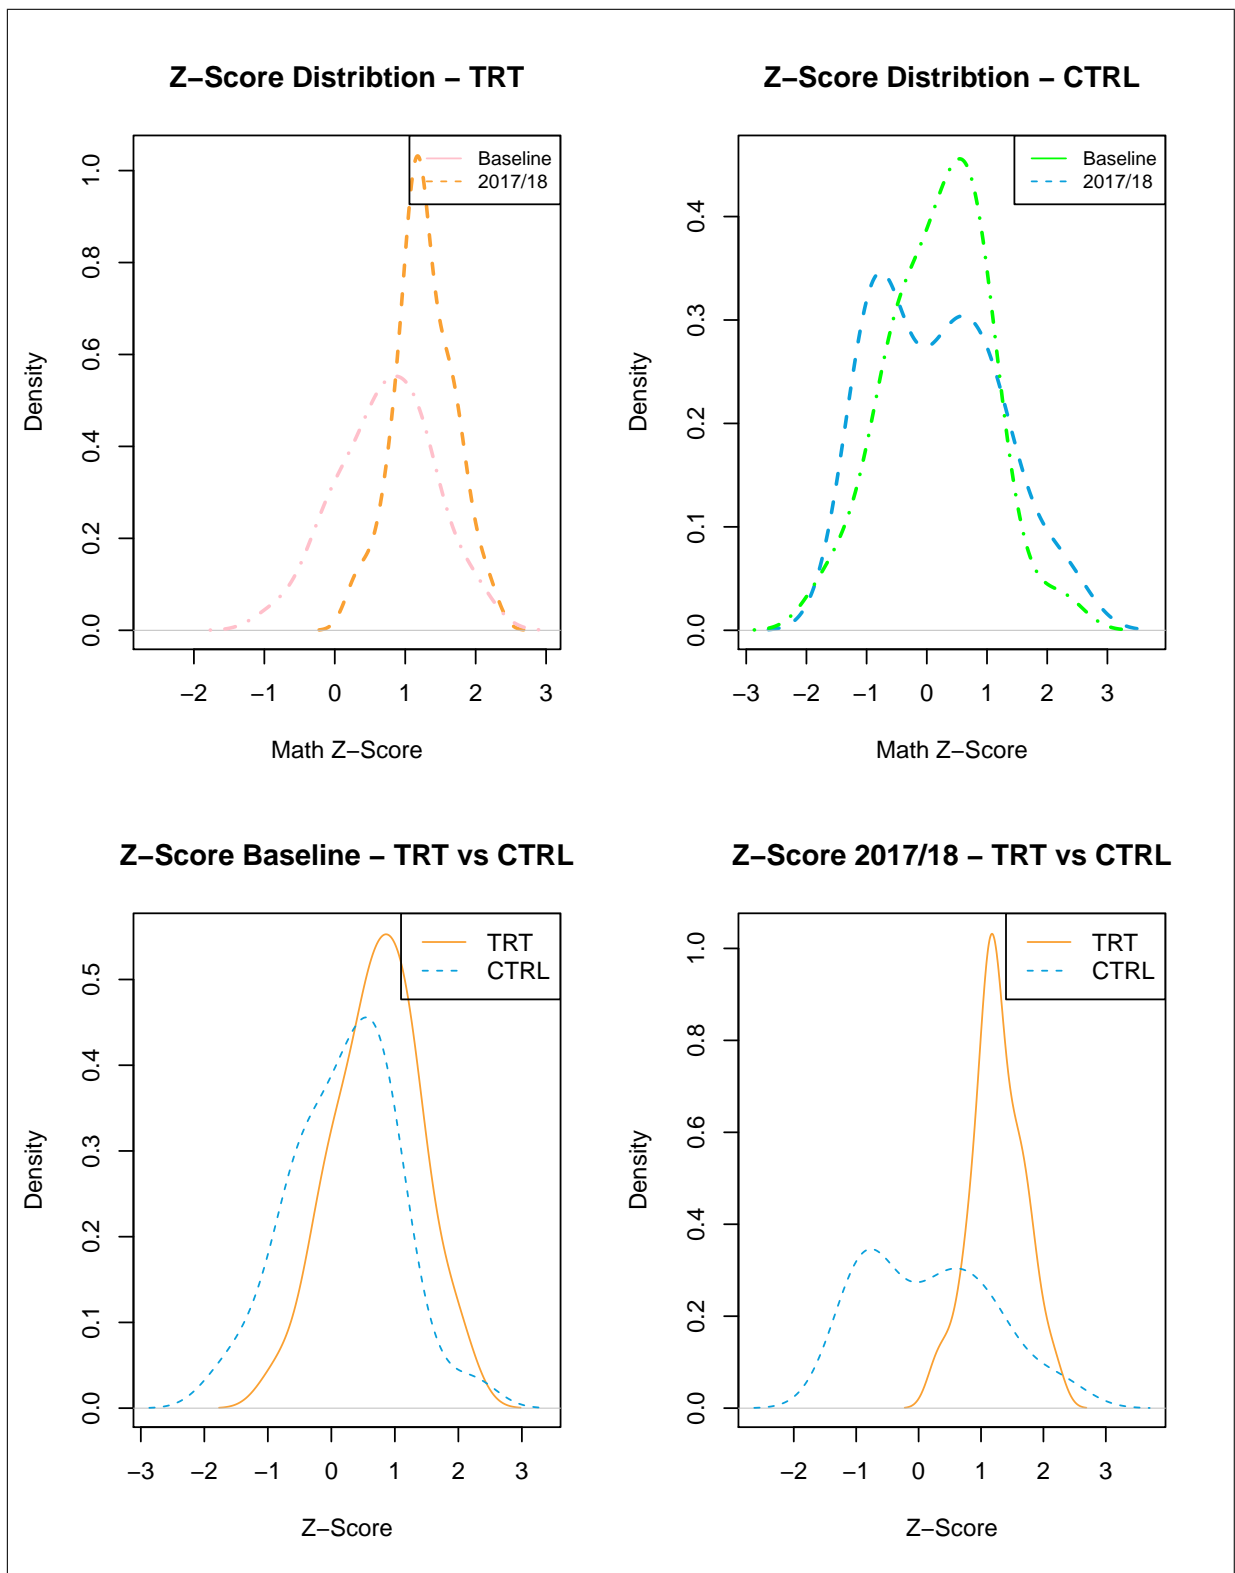 Z−Score Distribtion − TRT
Baseline
2017/18
Density
0.0 0.2 0.4 0.6 0.8 1.0
−2 −1 0 1 2 3
Math Z−Score
Z−Score Distribtion − CTRL
Baseline
2017/18
Density
0.0 0.1 0.2 0.3 0.4
−3 −2 −1 0 1 2 3
Math Z−Score
Z−Score Baseline − TRT vs CTRL
TRT
CTRL
Density
0.0 0.1 0.2 0.3 0.4 0.5
−3 −2 −1 0 1 2 3
Z−Score
Z−Score 2017/18 − TRT vs CTRL
TRT
CTRL
Density
0.0 0.2 0.4 0.6 0.8 1.0
−2 −1 0 1 2 3
Z−Score